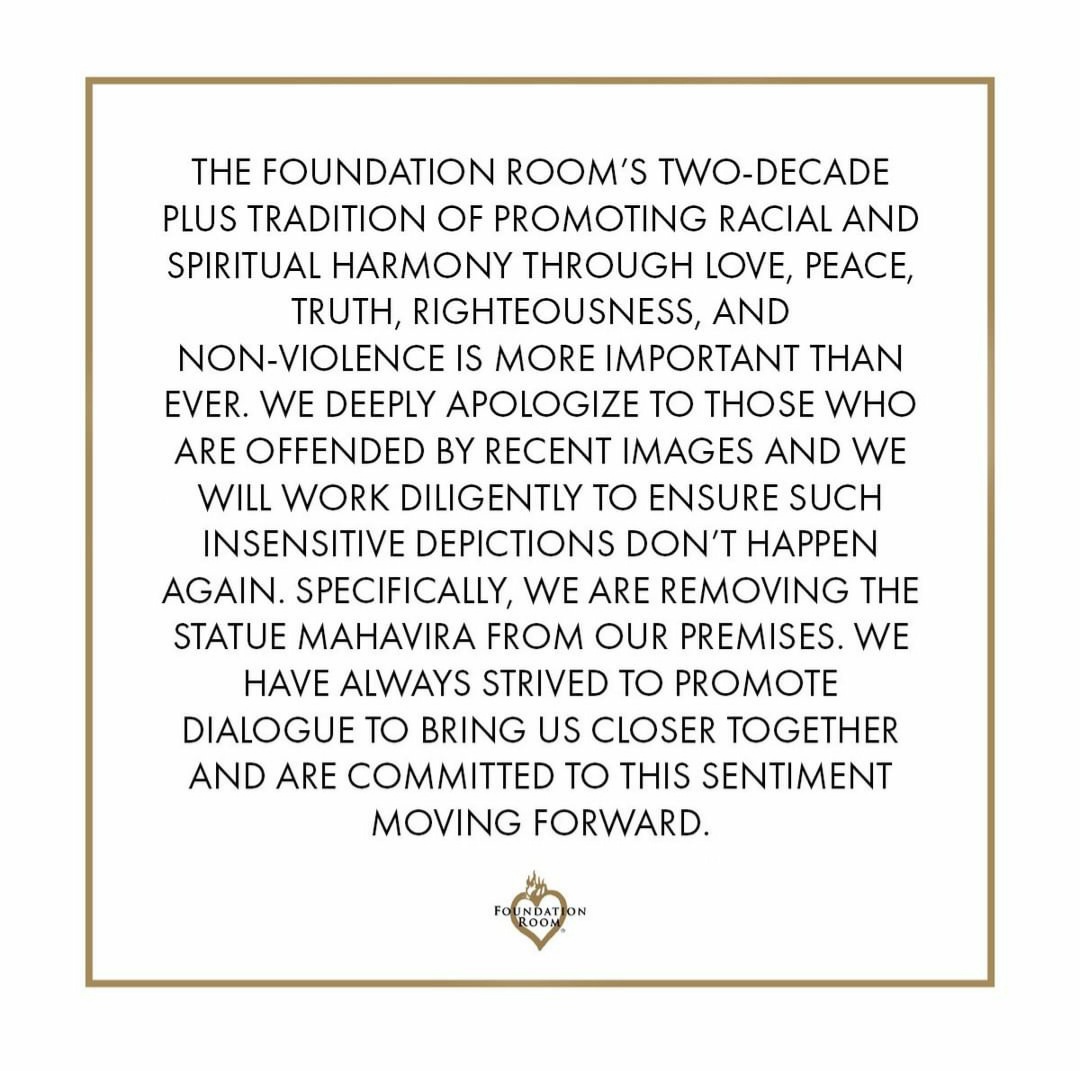 THE FOUNDATION ROOM'S TWO-DECADE
PLUS TRADITION OF PROMOTING RACIAL AND
SPIRITUAL HARMONY THROUGH LOVE, PEACE,
TRUTH, RIGHTEOUSNESS, AND
NON-VIOLENCE IS MORE IMPORTANT THAN
EVER. WE DEEPLY APOLOGIZE TO THOSE WHO
ARE OFFENDED BY RECENT IMAGES AND WE
WILL WORK DILIGENTLY TO ENSURE SUCH
INSENSITIVE DEPICTIONS DON'T HAPPEN
AGAIN. SPECIFICALLY, WE ARE REMOVING THE
STATUE MAHAVIRA FROM OUR PREMISES. WE
HAVE ALWAYS STRIVED TO PROMOTE
DIALOGUE TO BRING US CLOSER TOGETHER
AND ARE COMMITTED TO THIS SENTIMENT
MOVING FORWARD.
FOUNDATION
ROOM